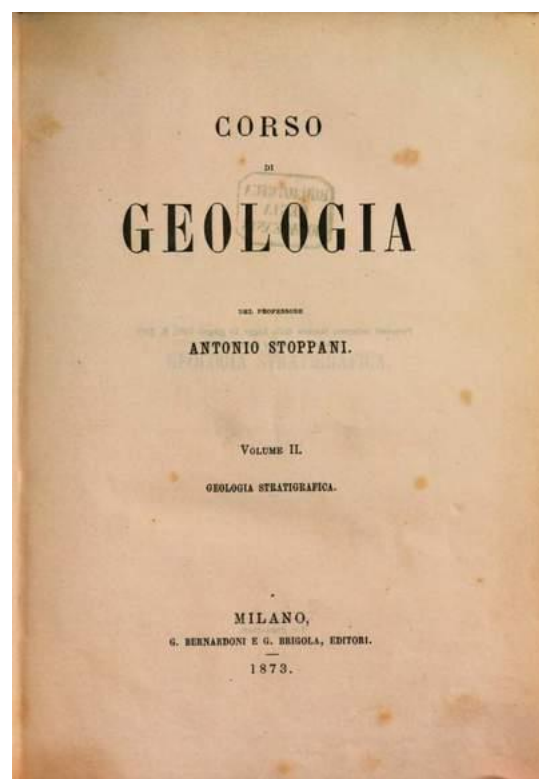 CORSO
DI
GEOLOGIA
DEL PROFESSORE
ANTONIO STOPPANI.
VOLUME II.
GEOLOGIA STRATIGRAFICA.
MILANO,
G. BERNARDONI E G. BRIGOLA, EDITORI.
1873.